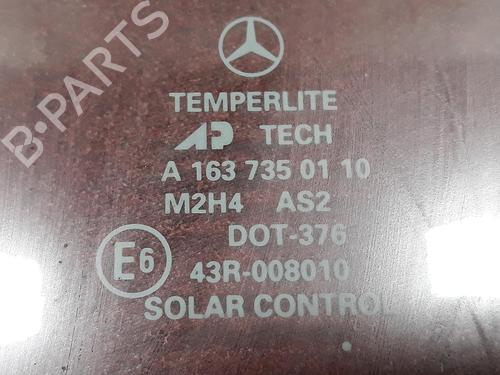 B-PARTS
TEMPERLITE
AP TECH
A 163 735 01 10
M2H4 AS2
DOT-376
E6
43R-008010
SOLAR CONTROL